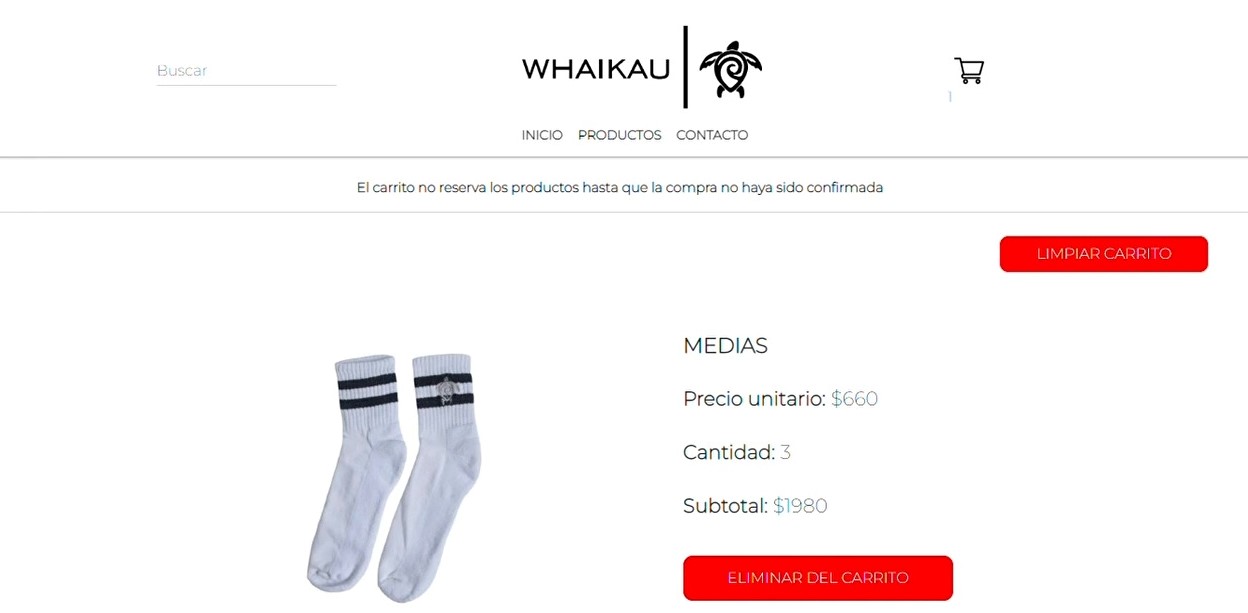 Buscar
WHAIKAU
1
INICIO PRODUCTOS CONTACTO
El carrito no reserva los productos hasta que la compra no haya sido confirmada
LIMPIAR CARRITO
MEDIAS
Precio unitario: $660
Cantidad: 3
Subtotal: $1980
ELIMINAR DEL CARRITO